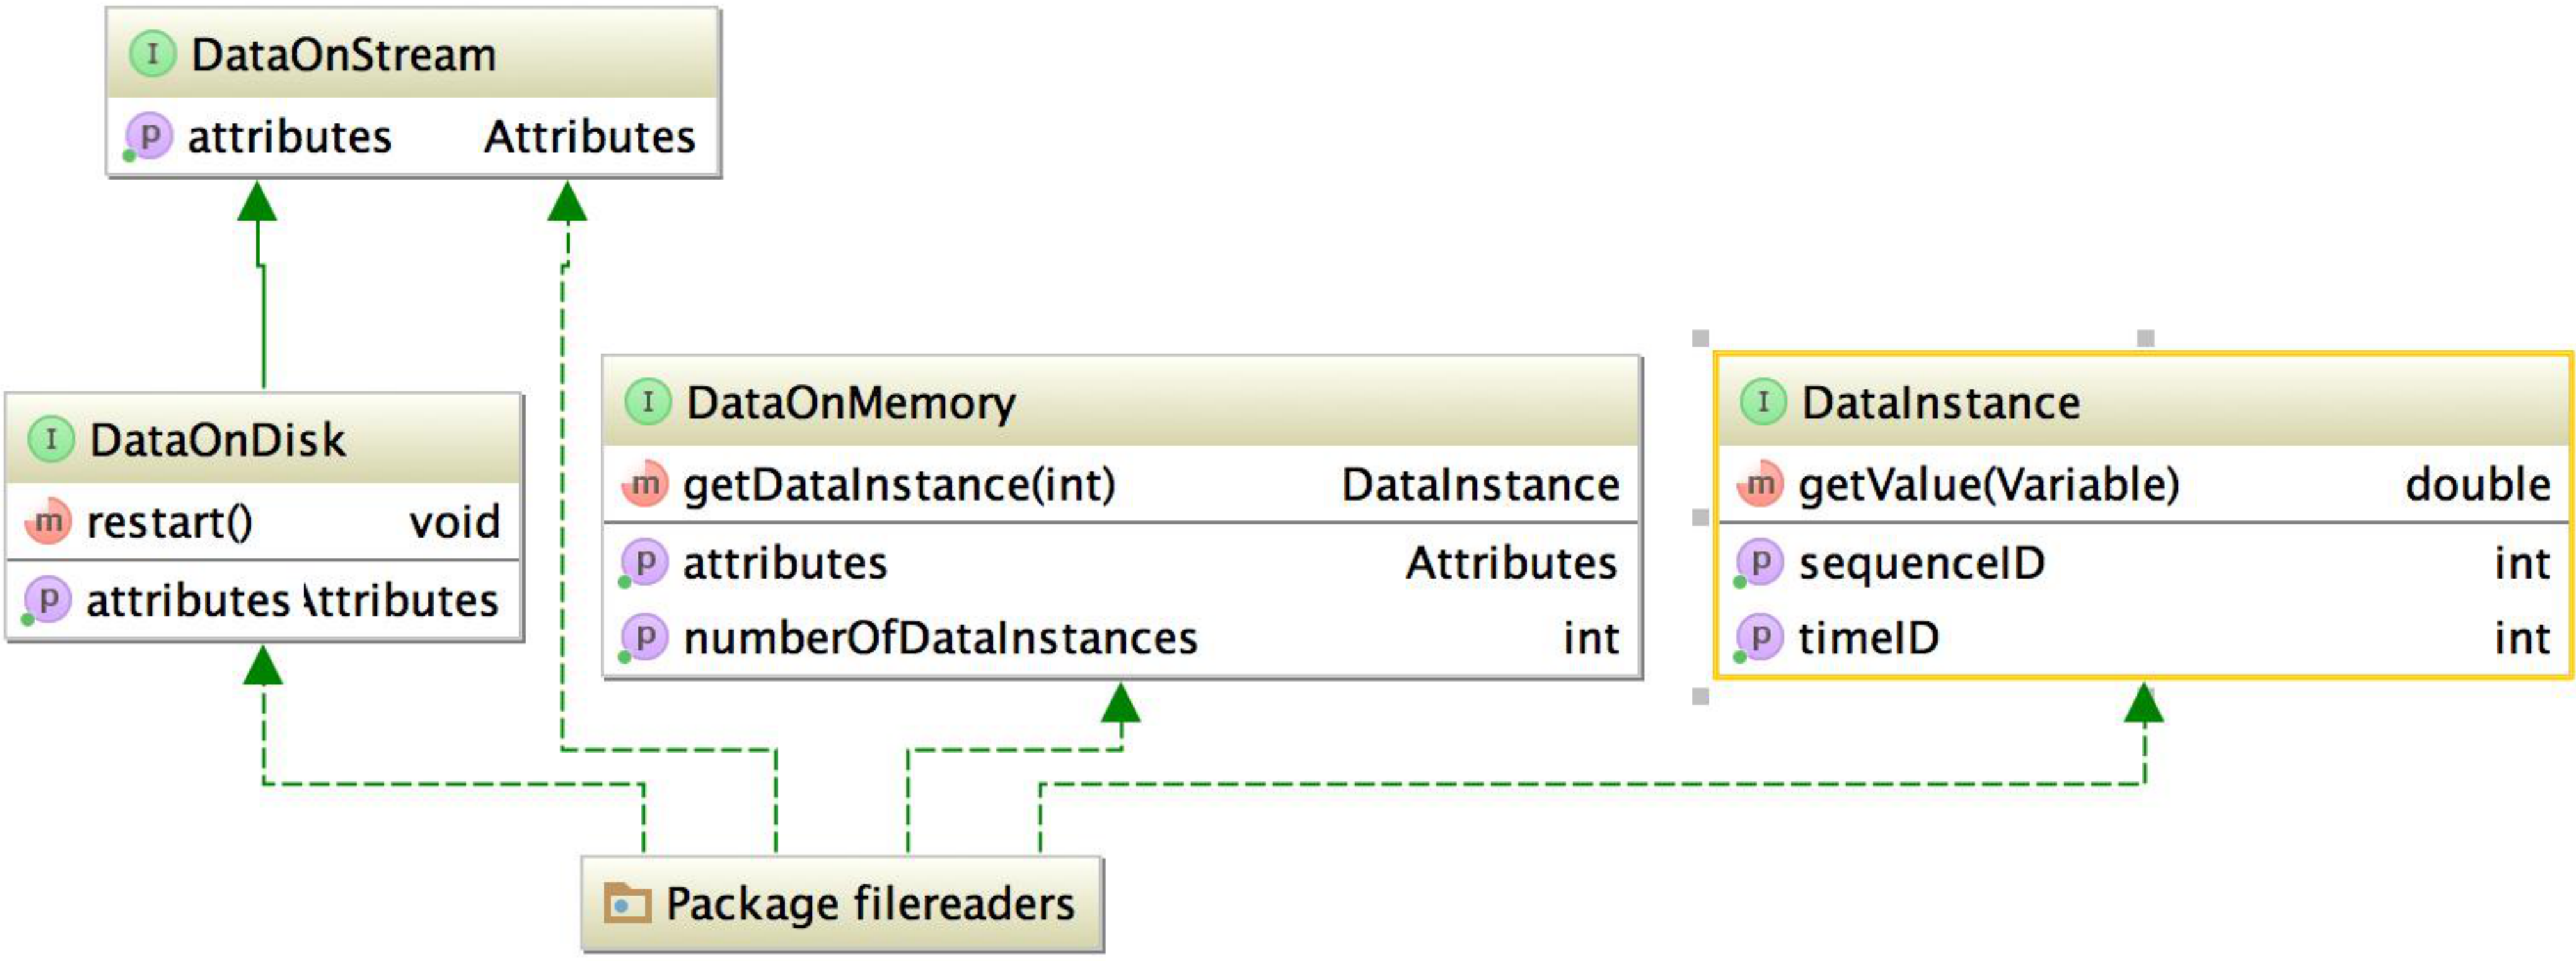 I DataOnStream
p attributes Attributes
I DataOnDisk
m restart() void
p attributes Attributes
I DataOnMemory
m getDataInstance(int) DataInstance
p attributes Attributes
p numberOfDataInstances int
I DataInstance
m getValue(Variable) double
p sequenceID int
p timeID int
Package filereaders